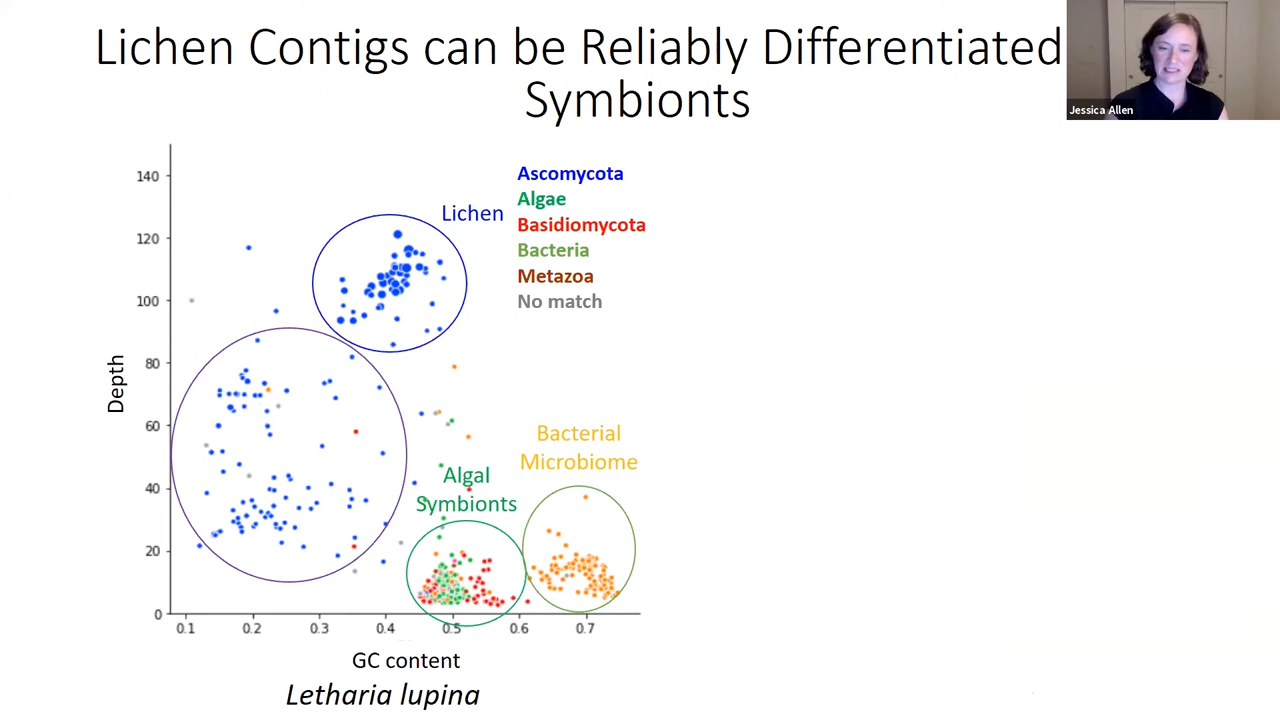 Lichen Contigs can be Reliably Differentiated
Symbionts
Jessica Allen
Ascomycota
Algae
Basidiomycota
Bacteria
Metazoa
No match
Lichen
Bacterial
Microbiome
Algal
Symbionts
Depth
140
120
100
80
60
40
20
0
0.1 0.2 0.3 0.4 0.5 0.6 0.7
GC content
Letharia lupina